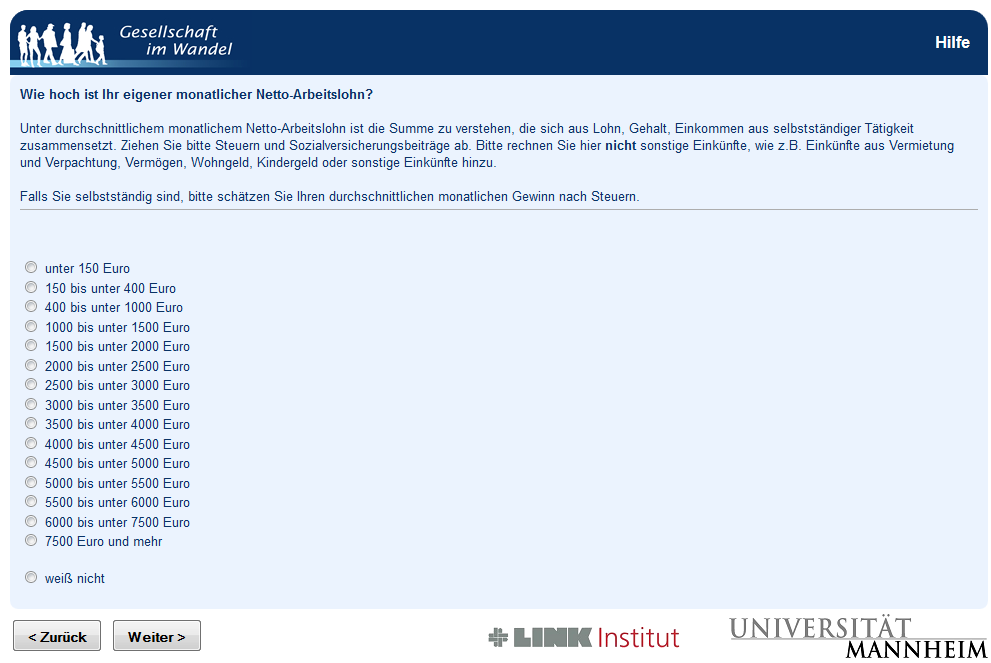 Gesellschaft
im Wandel
Hilfe
Wie hoch ist Ihr eigener monatlicher Netto-Arbeitslohn?
Unter durchschnittlichem monatlichem Netto-Arbeitslohn ist die Summe zu verstehen, die sich aus Lohn, Gehalt, Einkommen aus selbstständiger Tätigkeit
zusammensetzt. Ziehen Sie bitte Steuern und Sozialversicherungsbeiträge ab. Bitte rechnen Sie hier nicht sonstige Einkünfte, wie z.B. Einkünfte aus Vermietung
und Verpachtung, Vermögen, Wohngeld, Kindergeld oder sonstige Einkünfte hinzu.
Falls Sie selbstständig sind, bitte schätzen Sie Ihren durchschnittlichen monatlichen Gewinn nach Steuern.
unter 150 Euro
150 bis unter 400 Euro
400 bis unter 1000 Euro
1000 bis unter 1500 Euro
1500 bis unter 2000 Euro
2000 bis unter 2500 Euro
2500 bis unter 3000 Euro
3000 bis unter 3500 Euro
3500 bis unter 4000 Euro
4000 bis unter 4500 Euro
4500 bis unter 5000 Euro
5000 bis unter 5500 Euro
5500 bis unter 6000 Euro
6000 bis unter 7500 Euro
7500 Euro und mehr
weiß nicht
< Zurück
Weiter >
LINK Institut
UNIVERSITÄT
MANNHEIM